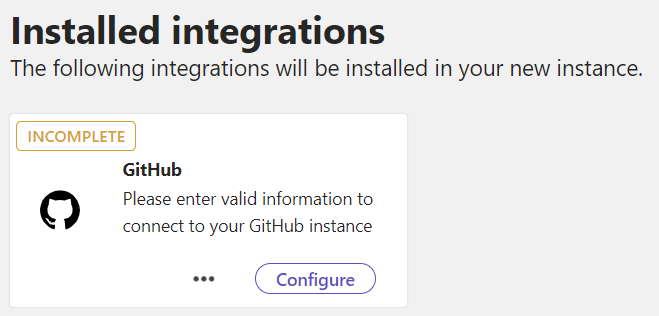 Installed integrations
The following integrations will be installed in your new instance.
INCOMPLETE
GitHub
Please enter valid information to
connect to your GitHub instance
Configure